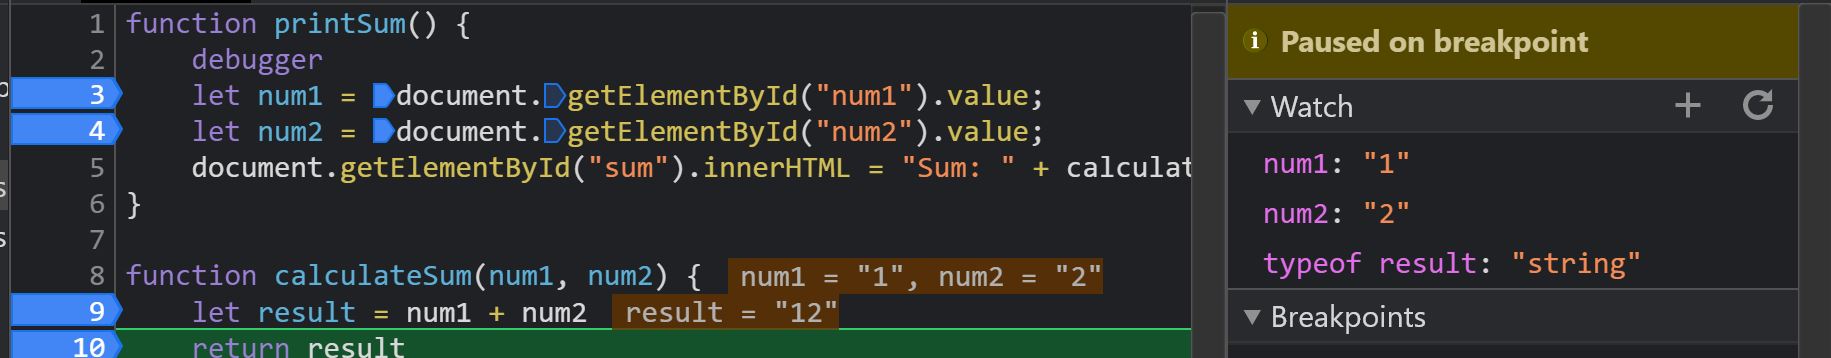 1 function printSum() {
2 debugger
3 let num1 = document.getElementById("num1").value;
4 let num2 = document.getElementById("num2").value;
5 document.getElementById("sum").innerHTML = "Sum: " + calculat
6 }
7
8 function calculateSum(num1, num2) { num1 = "1", num2 = "2"
9 let result = num1 + num2 result = "12"
10 return result
Paused on breakpoint
Watch
num1: "1"
num2: "2"
typeof result: "string"
Breakpoints